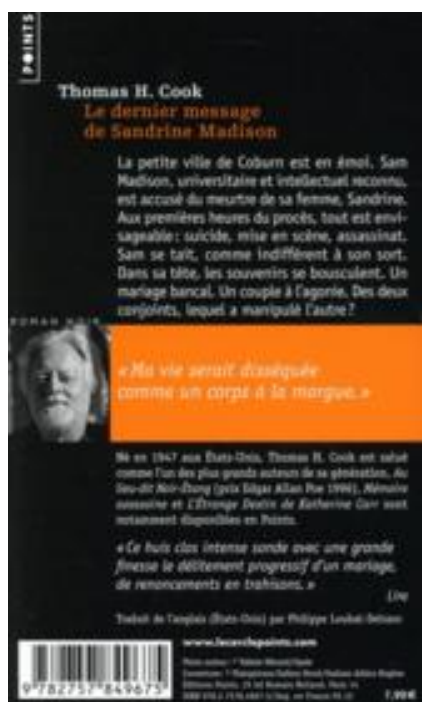 POINTS
Thomas H. Cook
Le dernier message
de Sandrine Madison
La petite ville de Coburn est en émoi. Sam
Madison, universitaire et intellectuel reconnu,
est accusé du meurtre de sa femme, Sandrine.
Aux premières heures du procès, tout est envi-
sageable : suicide, mise en scène, assassinat.
Sam se tait, comme indifférent à son sort.
Dans sa tête, les souvenirs se bousculent. Un
mariage bancal. Un couple à l'agonie. Des deux
conjoints, lequel a manipulé l'autre ?
ROMAN NOIR
« Ma vie serait disséquée
comme un corps à la morgue. »
Né en 1947 aux États-Unis, Thomas H. Cook est salué
comme l'un des plus grands auteurs de sa génération. Au
lieu-dit Noir-Étang (prix Edgar Allan Poe 1996), Mémoire
assassine et L'Étrange Destin de Katherine Carr sont
notamment disponibles en Points.
« Ce huis clos intense sonde avec une grande
finesse le délitement progressif d'un mariage,
de renoncements en trahisons. »
Lire
Traduit de l'anglais (États-Unis) par Philippe Loubat-Delranc
www.lecerclepoints.com
9 782757 849675
7,90 €